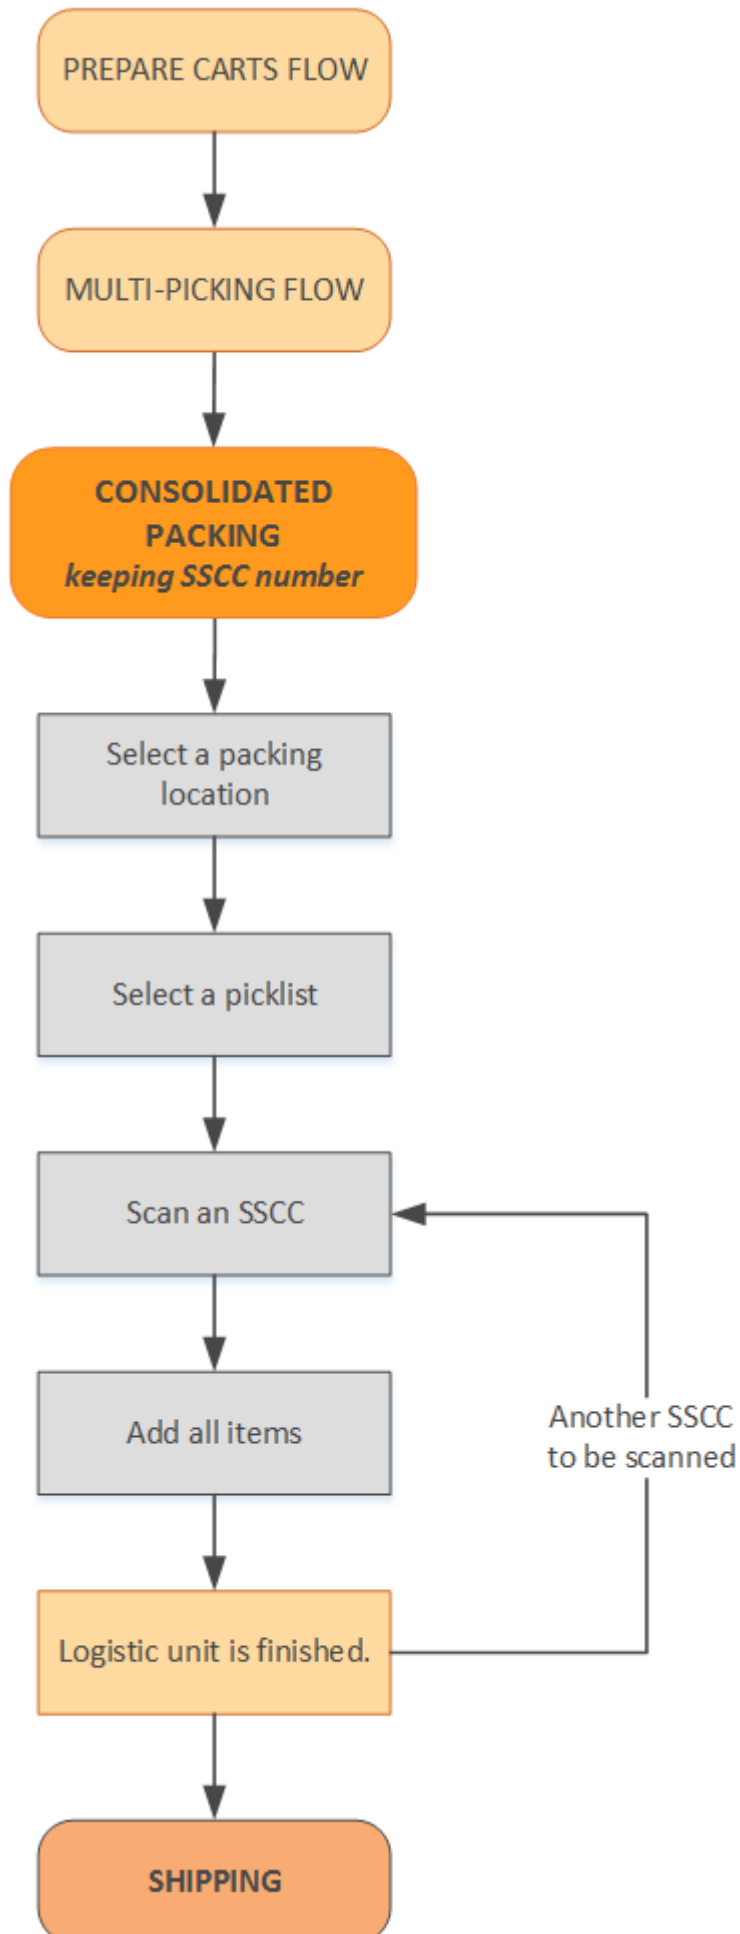 PREPARE CARTS FLOW
MULTI-PICKING FLOW
CONSOLIDATED
PACKING
keeping SSCC number
Select a packing
location
Select a picklist
Scan an SSCC
Add all items
Another SSCC
to be scanned
Logistic unit is finished.
SHIPPING